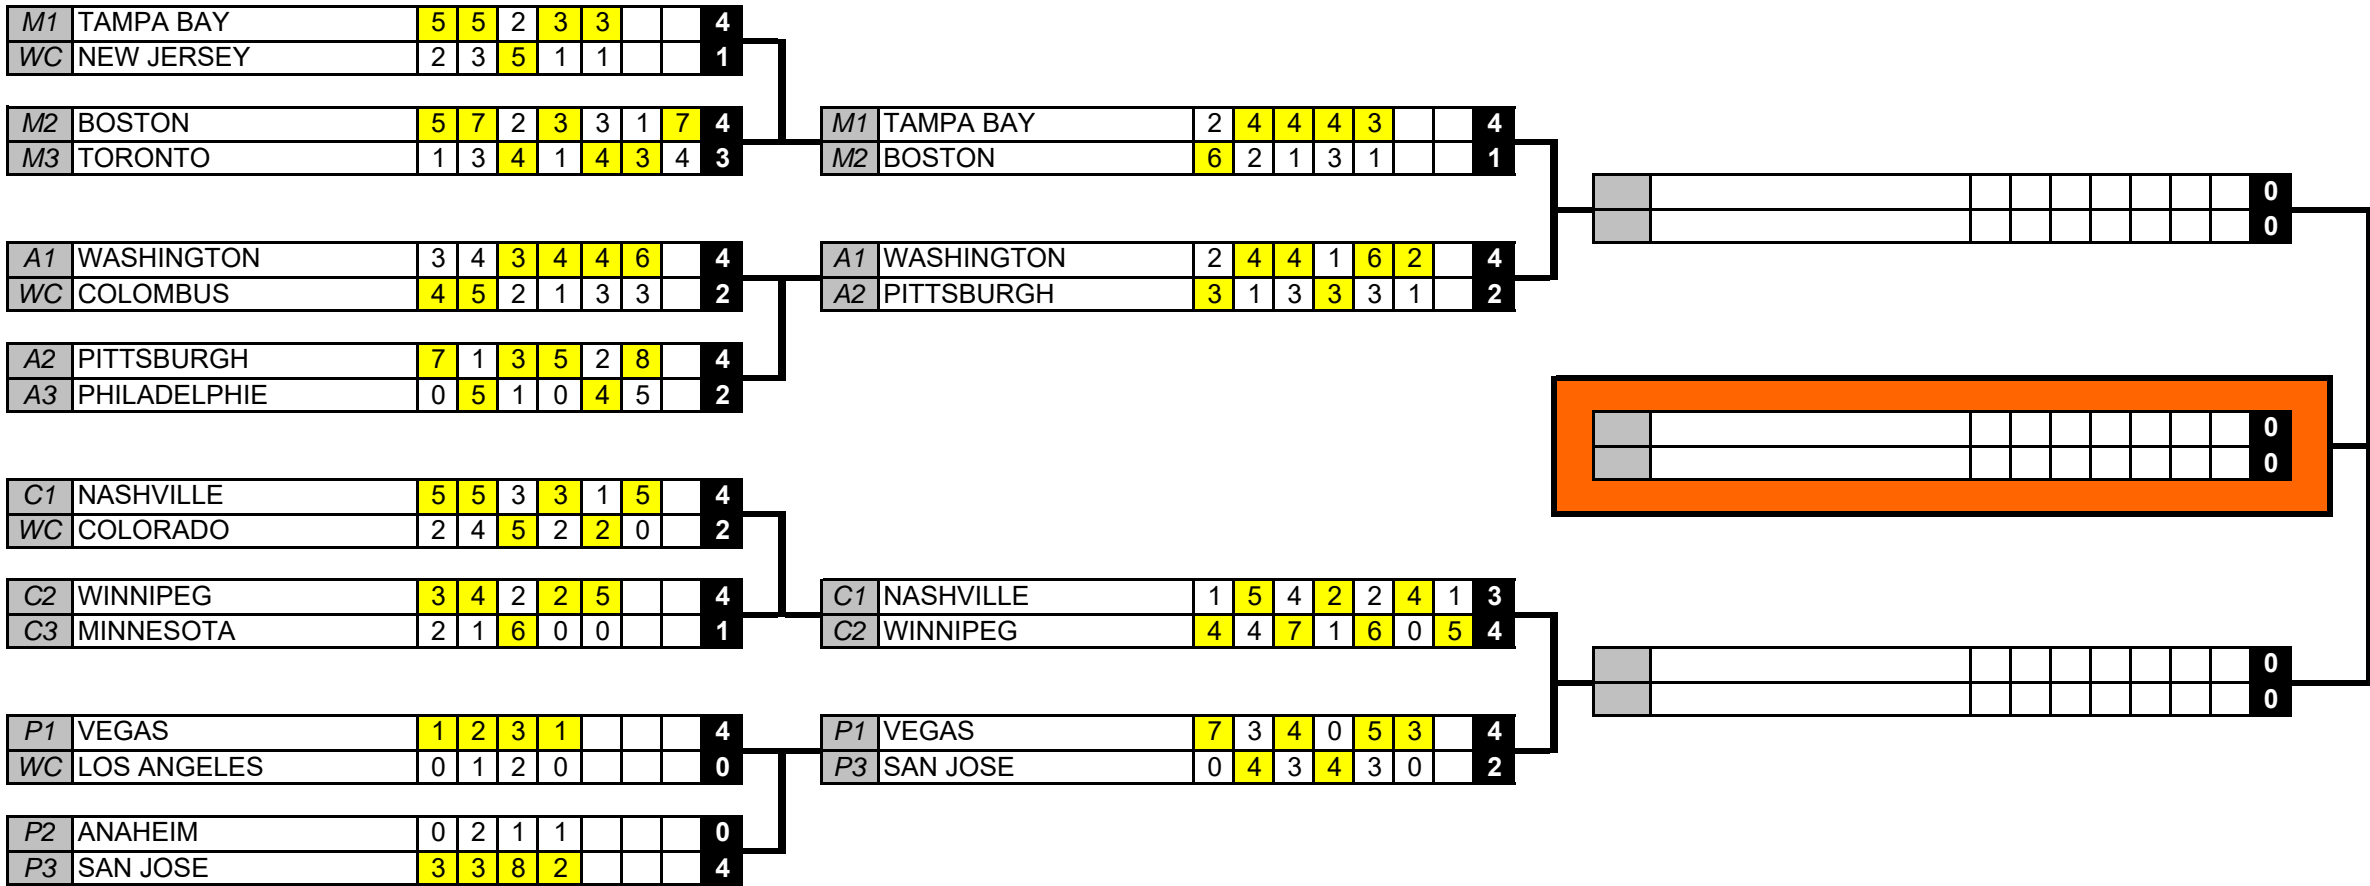 M1 TAMPA BAY 5 5 2 3 3 4
WC NEW JERSEY 2 3 5 1 1 1
M2 BOSTON 5 7 2 3 3 1 7 4
M3 TORONTO 1 3 4 1 4 3 4 3
A1 WASHINGTON 3 4 3 4 4 6 4
WC COLOMBUS 4 5 2 1 3 3 2
A2 PITTSBURGH 7 1 3 5 2 8 4
A3 PHILADELPHIE 0 5 1 0 4 5 2
C1 NASHVILLE 5 5 3 3 1 5 4
WC COLORADO 2 4 5 2 2 0 2
C2 WINNIPEG 3 4 2 2 5 4
C3 MINNESOTA 2 1 6 0 0 1
P1 VEGAS 1 2 3 1 4
WC LOS ANGELES 0 1 2 0 0
P2 ANAHEIM 0 2 1 1 0
P3 SAN JOSE 3 3 8 2 4
M1 TAMPA BAY 2 4 4 4 3 4
M2 BOSTON 6 2 1 3 1 1
A1 WASHINGTON 2 4 4 1 6 2 4
A2 PITTSBURGH 3 1 3 3 3 1 2
C1 NASHVILLE 1 5 4 2 2 4 1 3
C2 WINNIPEG 4 4 7 1 6 0 5 4
P1 VEGAS 7 3 4 0 5 3 4
P3 SAN JOSE 0 4 3 4 3 0 2
0
0
0
0
0
0